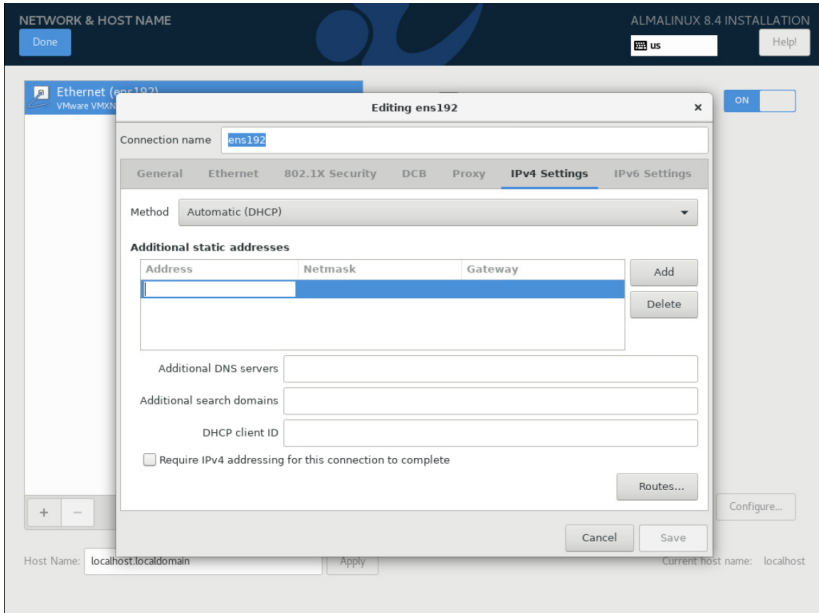 NETWORK & HOST NAME
ALMALINUX 8.4 INSTALLATION
Done
us
Help!
Ethernet (ens192)
VMware VMXN
ON
Editing ens192
×
Connection name ens192
General Ethernet 802.1X Security DCB Proxy IPv4 Settings IPv6 Settings
Method Automatic (DHCP)
Additional static addresses
Address Netmask Gateway
Add
Delete
Additional DNS servers
Additional search domains
DHCP client ID
Require IPv4 addressing for this connection to complete
Routes...
+ −
Configure...
Cancel Save
Host Name: localhost.localdomain Apply Current host name: localhost